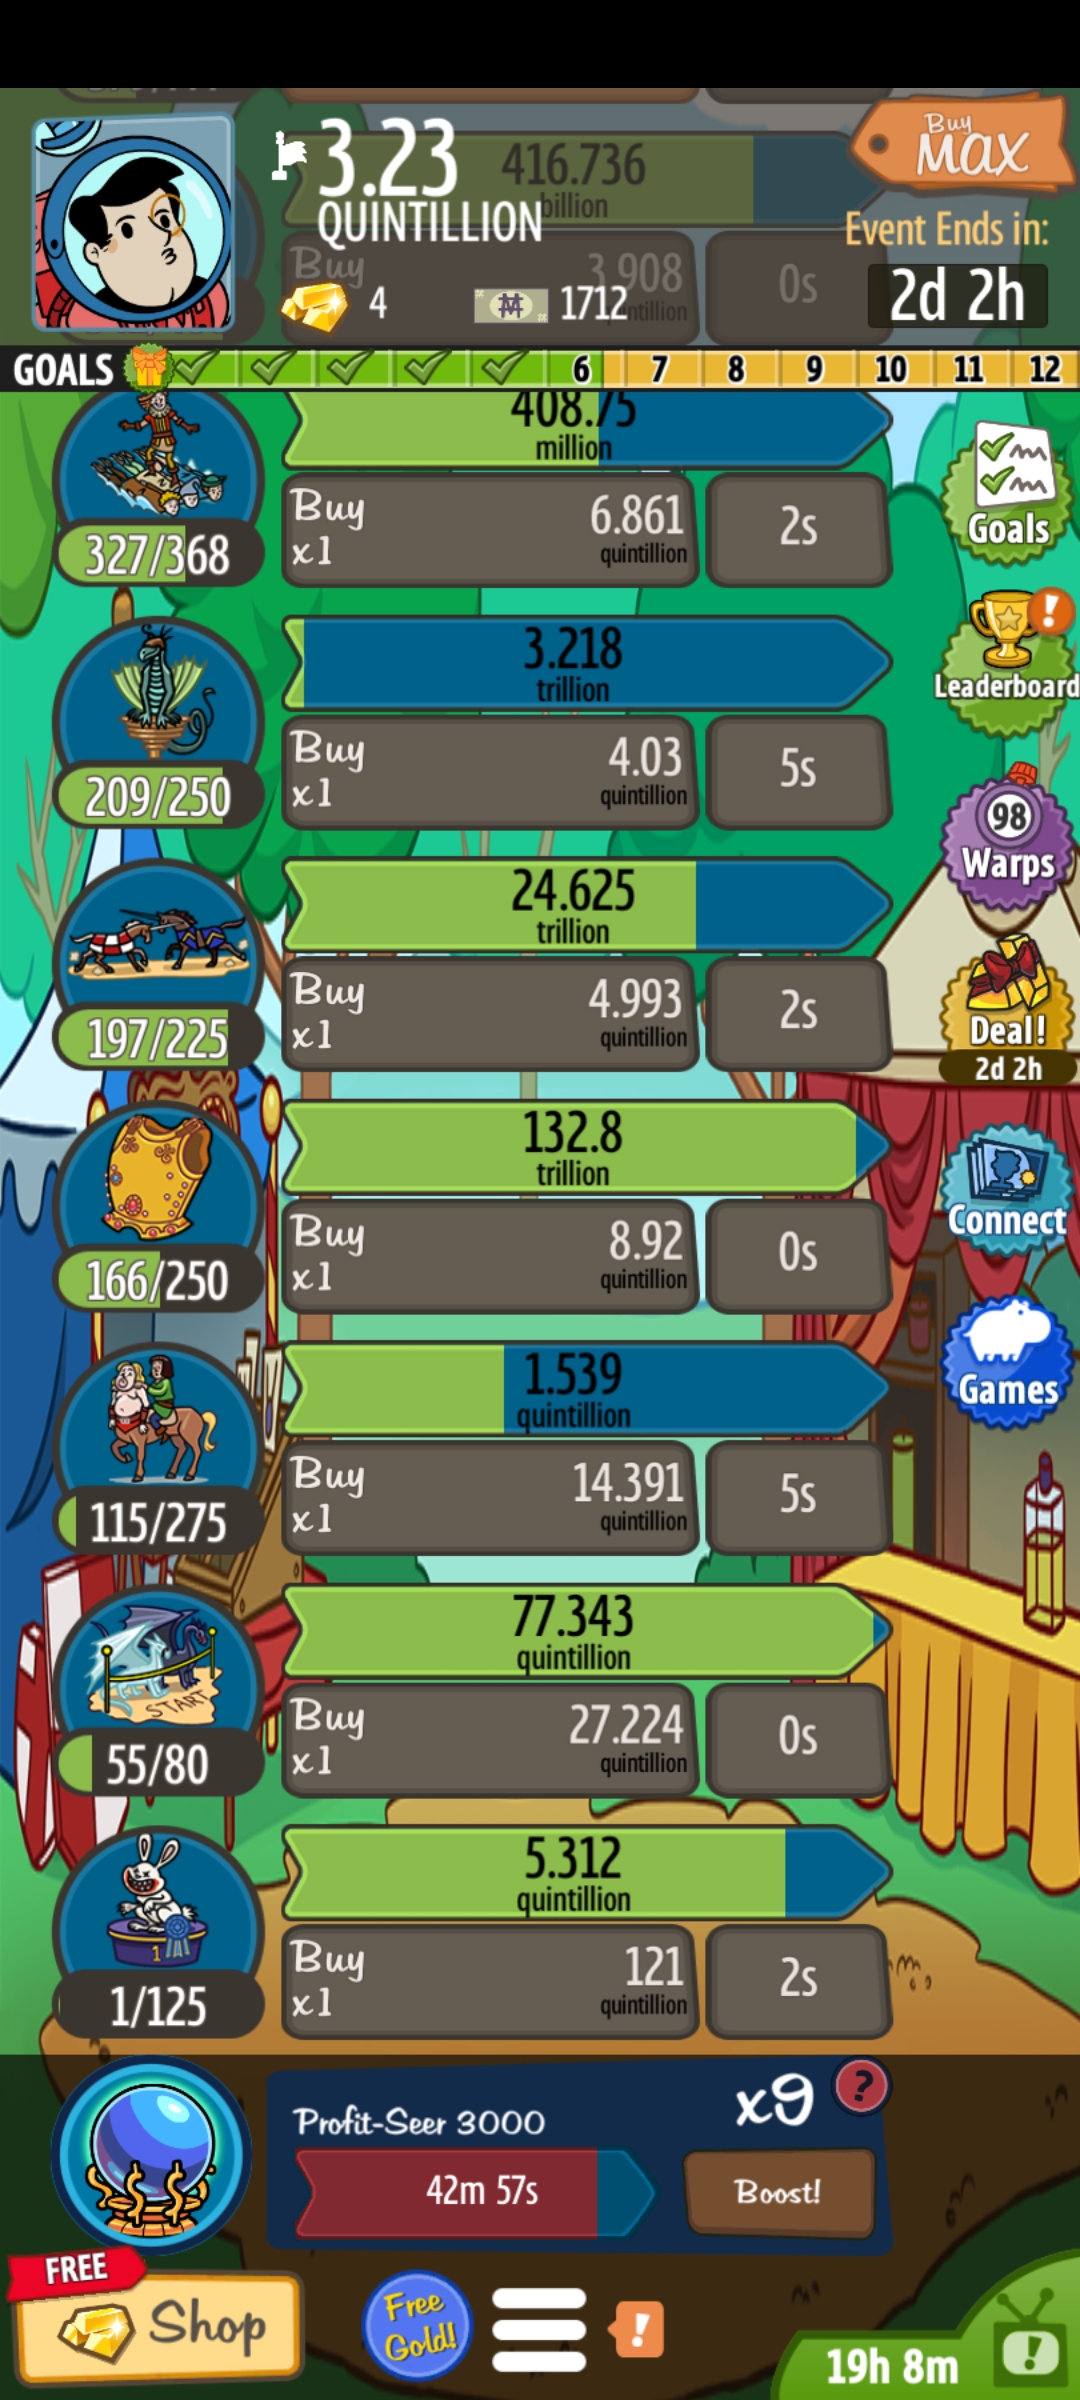 Buy
MAX
3.23
QUINTILLION
416.736
billion
Event Ends in:
2d 2h
Buy
3.908
4
1712
0s
GOALS 6 7 8 9 10 11 12
408.75
million
327/368
Buy
x1
6.861
quintillion
2s
Goals
3.218
trillion
209/250
Buy
x1
4.03
quintillion
5s
Leaderboard
24.625
trillion
197/225
Buy
x1
4.993
quintillion
2s
98
Warps
Deal!
2d 2h
132.8
trillion
166/250
Buy
x1
8.92
quintillion
0s
Connect
1.539
quintillion
115/275
Buy
x1
14.391
quintillion
5s
Games
77.343
quintillion
START
55/80
Buy
x1
27.224
quintillion
0s
5.312
quintillion
1
1/125
Buy
x1
121
quintillion
2s
Profit-Seer 3000
x9
?
42m 57s
Boost!
FREE
Shop
Free
Gold!
!
19h 8m
!